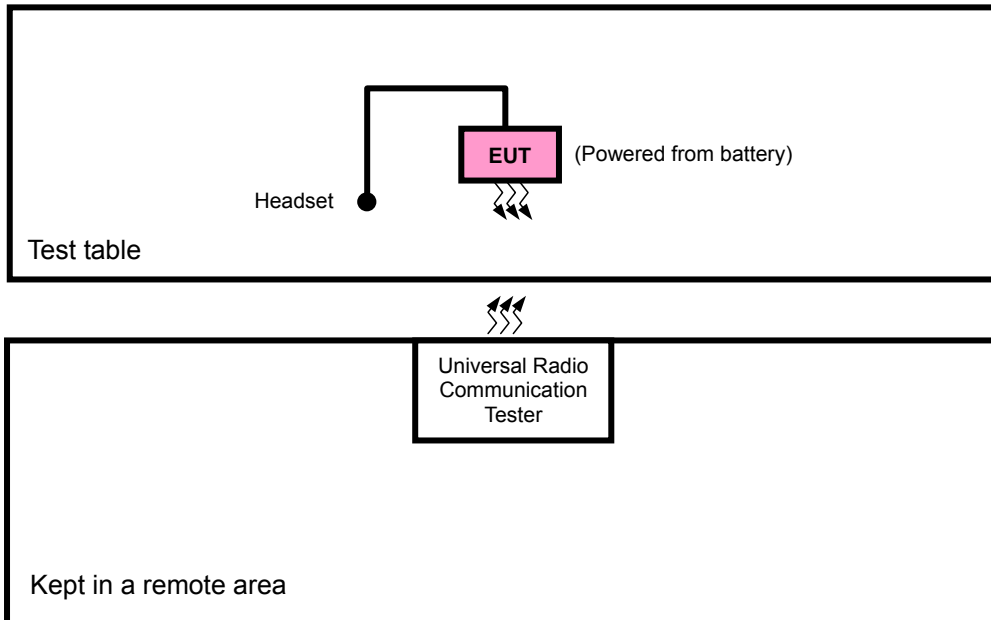 EUT
(Powered from battery)
Headset
Test table
Universal Radio
Communication
Tester
Kept in a remote area